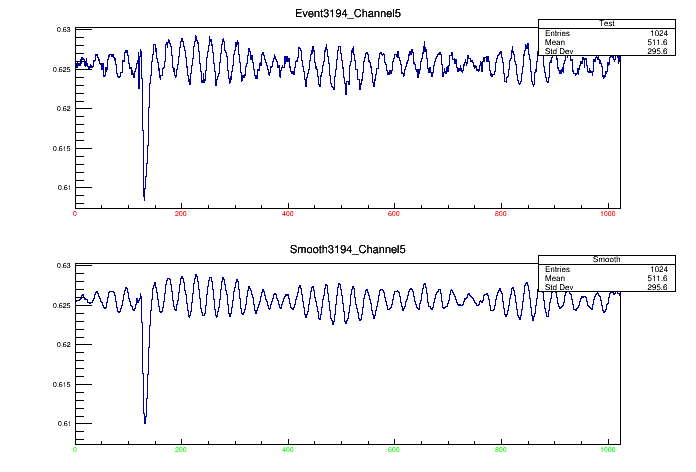 Event3194_Channel5
Test
Entries 1024
Mean 511.6
Std Dev 295.6
0.63
0.625
0.62
0.615
0.61
0 200 400 600 800 1000
Smooth3194_Channel5
Smooth
Entries 1024
Mean 511.6
Std Dev 295.6
0.63
0.625
0.62
0.615
0.61
0 200 400 600 800 1000